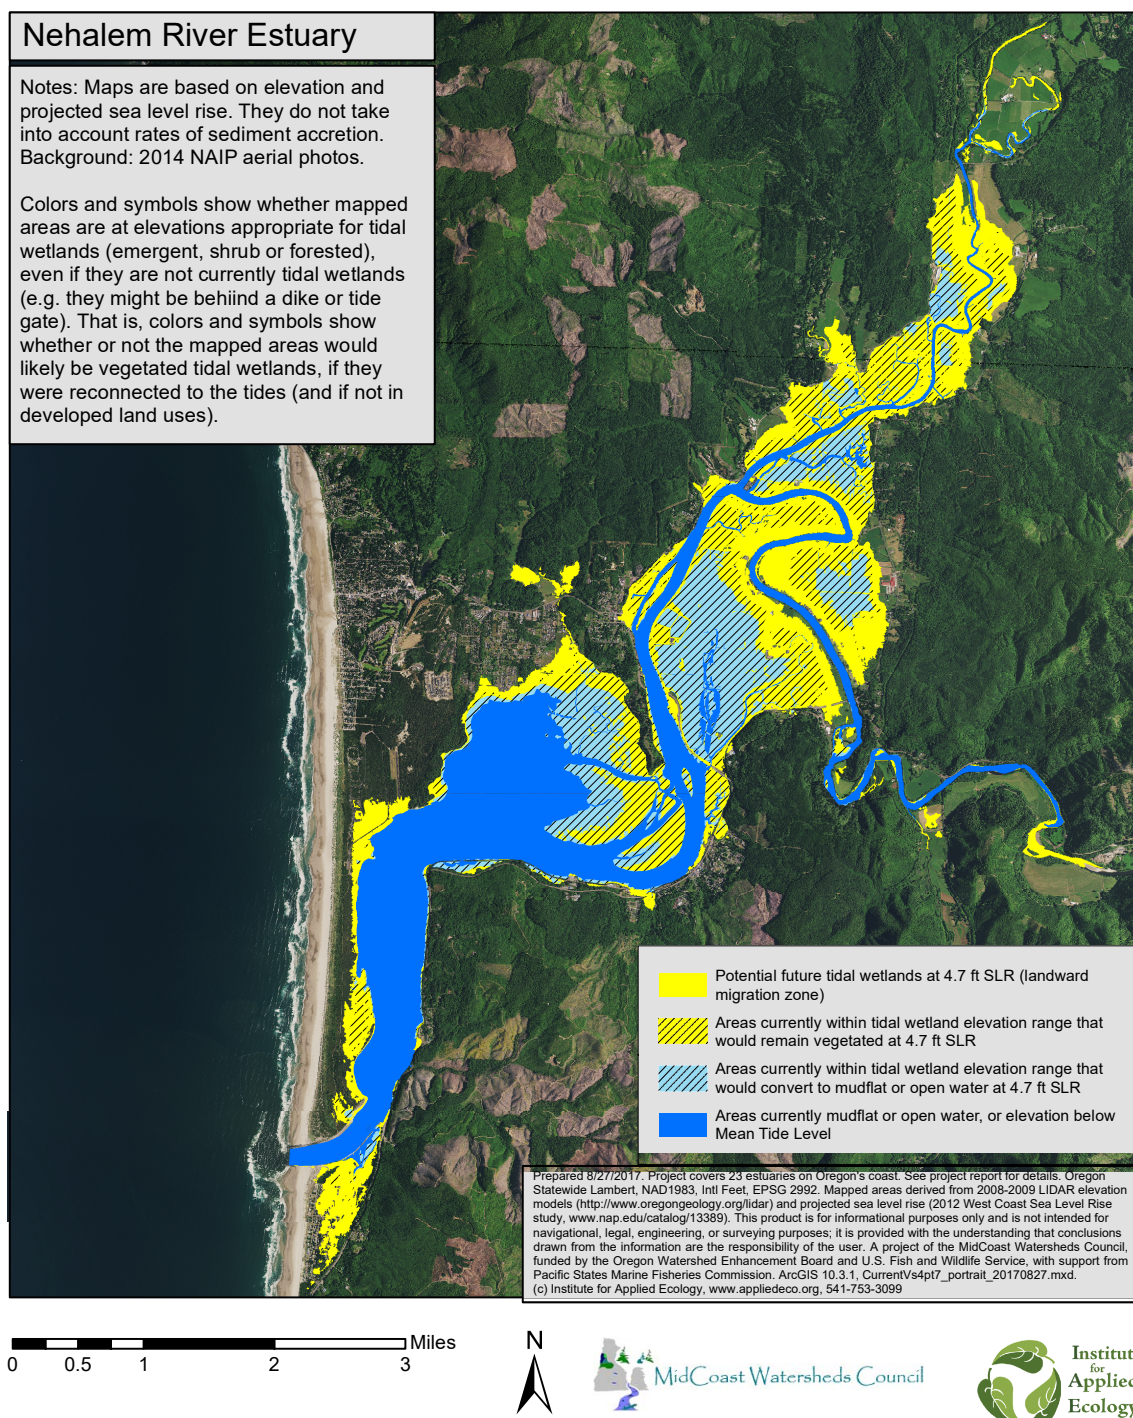 Nehalem River Estuary
Notes: Maps are based on elevation and
projected sea level rise. They do not take
into account rates of sediment accretion.
Background: 2014 NAIP aerial photos.
Colors and symbols show whether mapped
areas are at elevations appropriate for tidal
wetlands (emergent, shrub or forested),
even if they are not currently tidal wetlands
(e.g. they might be behiind a dike or tide
gate). That is, colors and symbols show
whether or not the mapped areas would
likely be vegetated tidal wetlands, if they
were reconnected to the tides (and if not in
developed land uses).
Potential future tidal wetlands at 4.7 ft SLR (landward
migration zone)
Areas currently within tidal wetland elevation range that
would remain vegetated at 4.7 ft SLR
Areas currently within tidal wetland elevation range that
would convert to mudflat or open water at 4.7 ft SLR
Areas currently mudflat or open water, or elevation below
Mean Tide Level
Prepared 8/27/2017. Project covers 23 estuaries on Oregon's coast. See project report for details. Oregon
Statewide Lambert, NAD1983, Intl Feet, EPSG 2992. Mapped areas derived from 2008-2009 LIDAR elevation
models (http://www.oregongeology.org/lidar) and projected sea level rise (2012 West Coast Sea Level Rise
study, www.nap.edu/catalog/13389). This product is for informational purposes only and is not intended for
navigational, legal, engineering, or surveying purposes; it is provided with the understanding that conclusions
drawn from the information are the responsibility of the user. A project of the MidCoast Watersheds Council,
funded by the Oregon Watershed Enhancement Board and U.S. Fish and Wildlife Service, with support from
Pacific States Marine Fisheries Commission. ArcGIS 10.3.1, CurrentVs4pt7_portrait_20170827.mxd.
(c) Institute for Applied Ecology, www.appliedeco.org, 541-753-3099
Miles
0 0.5 1 2 3
N
MidCoast Watersheds Council
Institut
for
Applied
Ecology